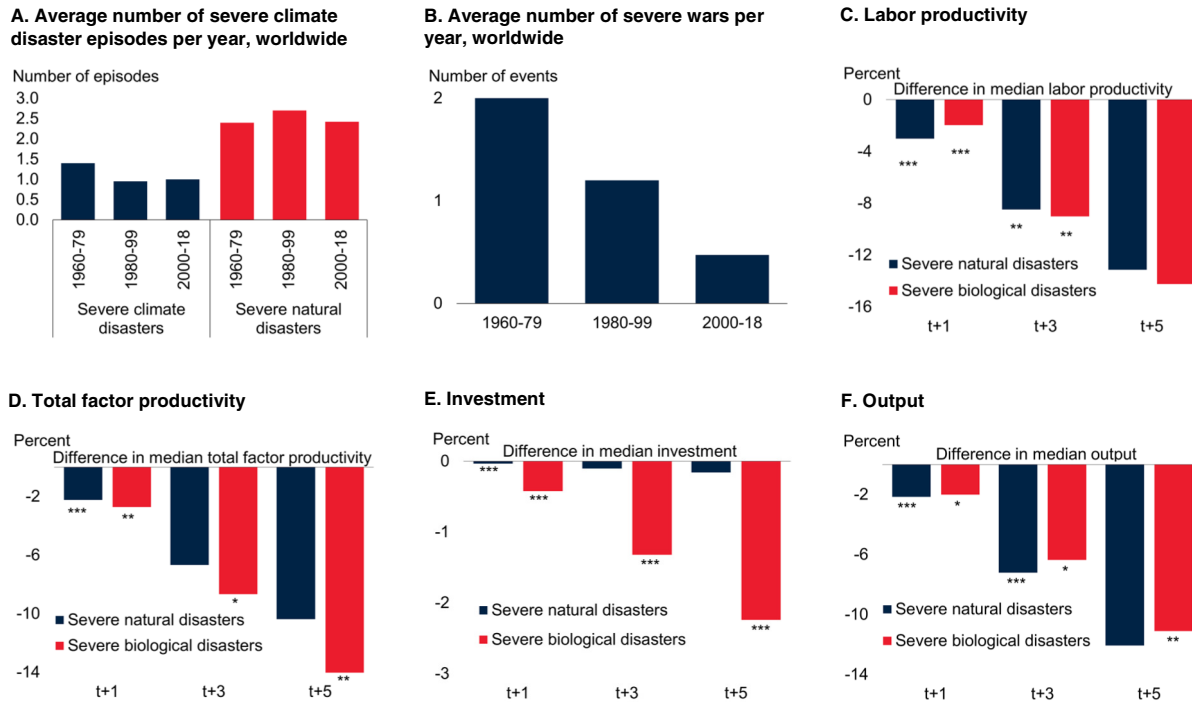 A. Average number of severe climate
disaster episodes per year, worldwide
Number of episodes
3.0
2.5
2.0
1.5
1.0
0.5
0.0
1960-79
1980-99
2000-18
1960-79
1980-99
2000-18
Severe climate
disasters
Severe natural
disasters
B. Average number of severe wars per
year, worldwide
Number of events
2
1
0
1960-79
1980-99
2000-18
C. Labor productivity
Percent
Difference in median labor productivity
0
-4
-8
-12
-16
***
***
**
**
Severe natural disasters
Severe biological disasters
t+1
t+3
t+5
D. Total factor productivity
Percent
Difference in median total factor productivity
-2
-6
-10
-14
***
**
*
**
Severe natural disasters
Severe biological disasters
t+1
t+3
t+5
E. Investment
Percent
Difference in median investment
0
-1
-2
-3
***
***
***
***
Severe natural disasters
Severe biological disasters
t+1
t+3
t+5
F. Output
Percent
Difference in median output
-2
-6
-10
-14
***
*
***
*
**
Severe natural disasters
Severe biological disasters
t+1
t+3
t+5